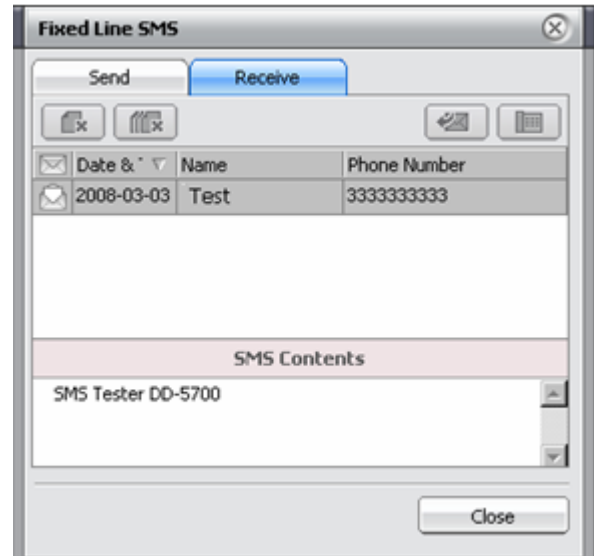 Fixed Line SMS
Send Receive
Date & ' Name Phone Number
2008-03-03 Test 3333333333
SMS Contents
SMS Tester DD-5700
Close